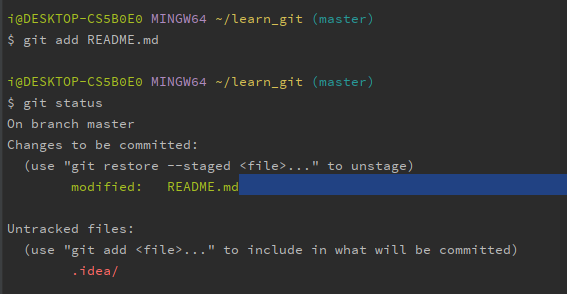 i@DESKTOP-CS5B0E0 MINGW64 ~/learn_git (master)
$ git add README.md
i@DESKTOP-CS5B0E0 MINGW64 ~/learn_git (master)
$ git status
On branch master
Changes to be committed:
(use "git restore --staged <file>..." to unstage)
modified: README.md
Untracked files:
(use "git add <file>..." to include in what will be committed)
.idea/